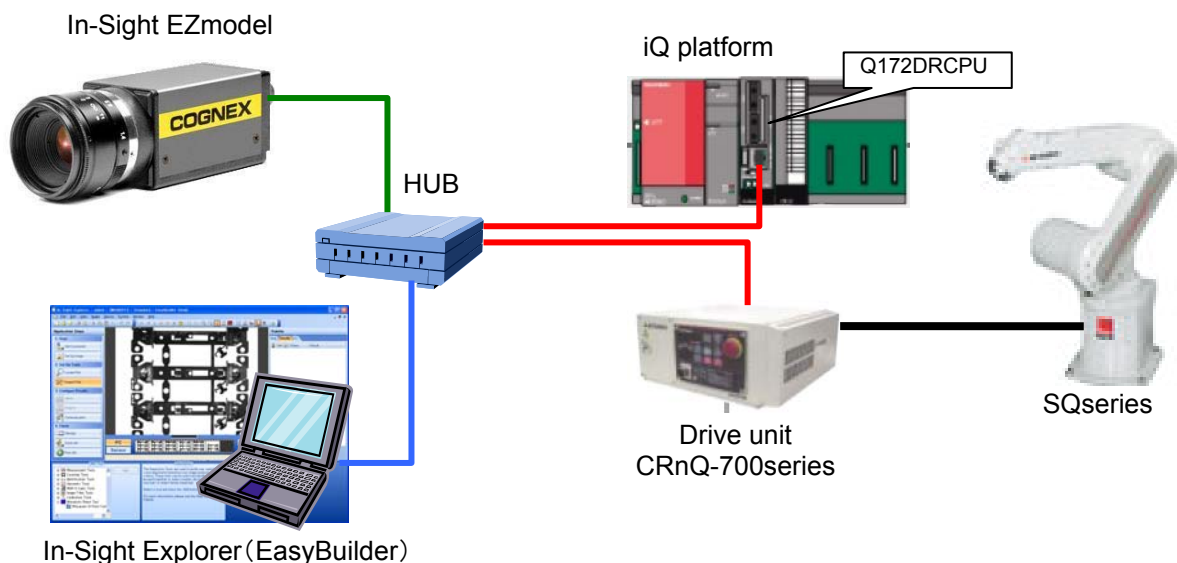 In-Sight EZmodel
COGNEX
iQ platform
Q172DRCPU
HUB
SQseries
Drive unit
CRnQ-700series
In-Sight Explorer（EasyBuilder）